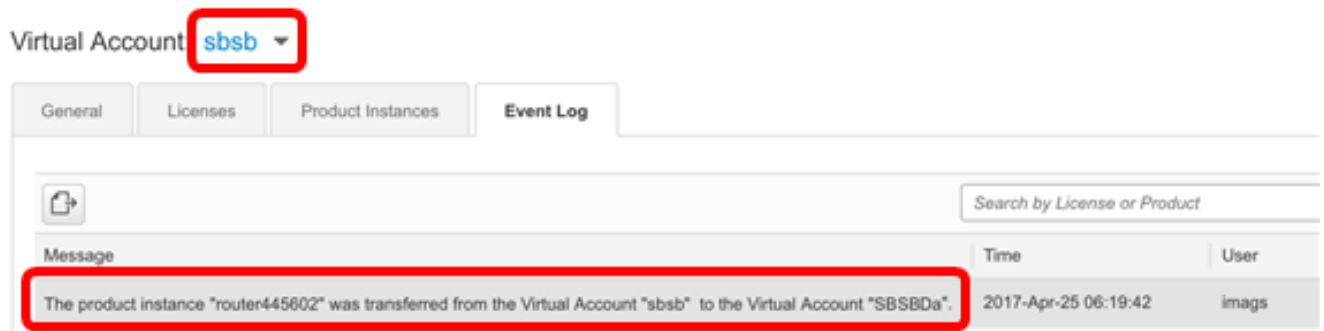 Virtual Account: sbsb
General Licenses Product Instances Event Log
Search by License or Product
Message Time User
The product instance "router445602" was transferred from the Virtual Account "sbsb" to the Virtual Account "SBSBDa". 2017-Apr-25 06:19:42 imags